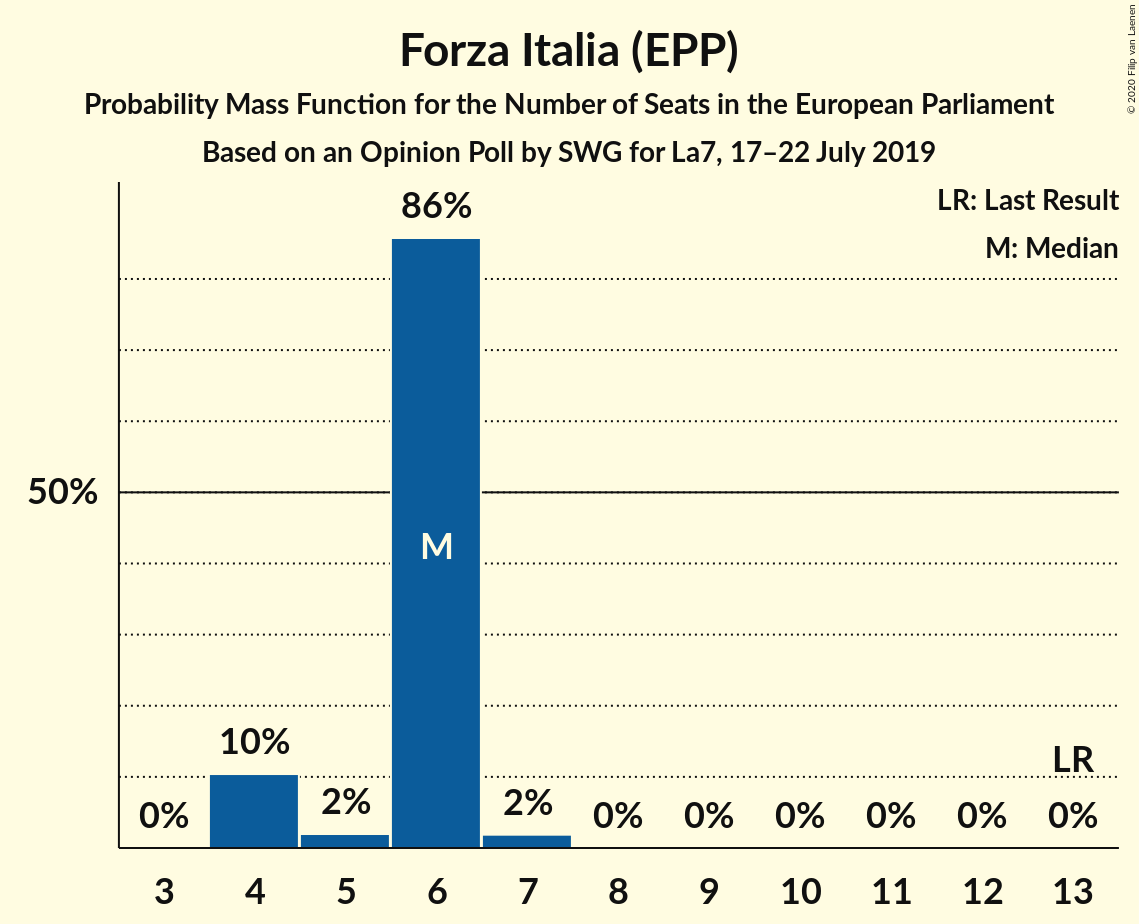 Forza Italia (EPP)
Probability Mass Function for the Number of Seats in the European Parliament
Based on an Opinion Poll by SWG for La7, 17–22 July 2019
© 2020 Filip van Laenen
LR: Last Result
M: Median
86%
50%
M
10%
LR
0%
2%
2%
0%
0%
0%
0%
0%
0%
3 4 5 6 7 8 9 10 11 12 13